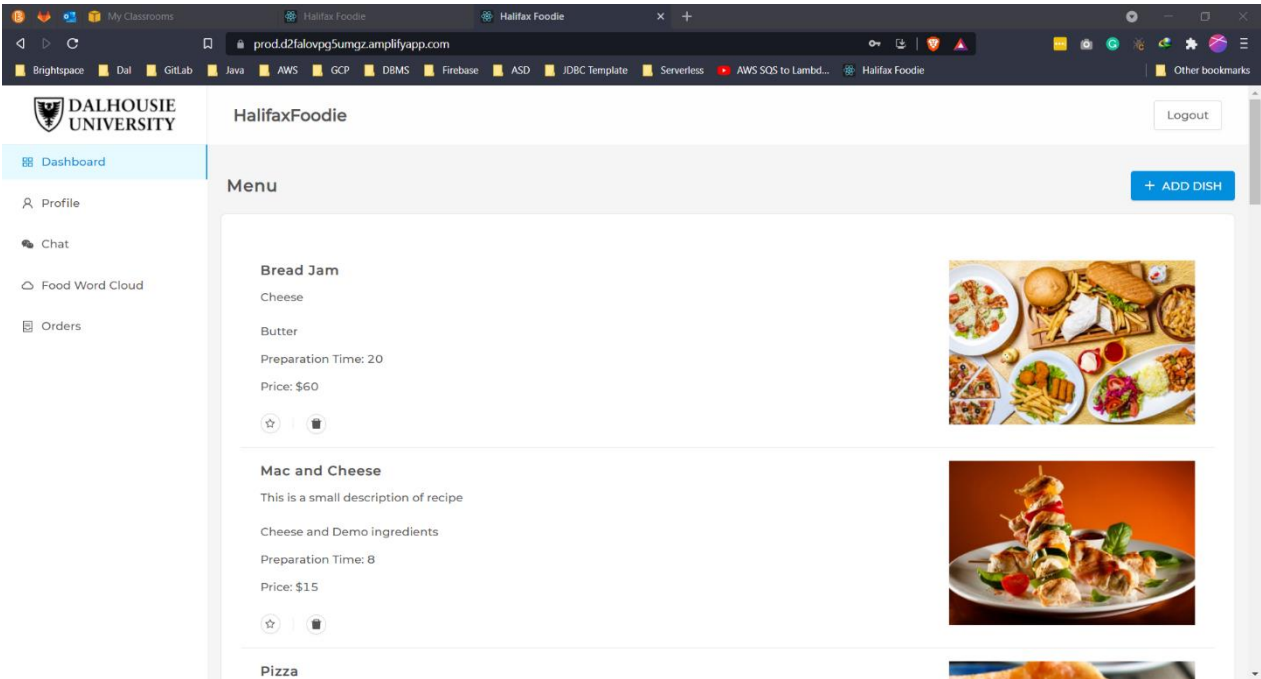 My Classrooms
Halifax Foodie
Halifax Foodie
prod.d2falovpg5umgz.amplifyapp.com
Brightspace Dal GitLab Java AWS GCP DBMS Firebase ASD JDBC Template Serverless AWS SQS to Lambd... Halifax Foodie Other bookmarks
DALHOUSIE
UNIVERSITY
HalifaxFoodie
Logout
Dashboard
Profile
Chat
Food Word Cloud
Orders
Menu
+ ADD DISH
Bread Jam
Cheese
Butter
Preparation Time: 20
Price: $60
Mac and Cheese
This is a small description of recipe
Cheese and Demo ingredients
Preparation Time: 8
Price: $15
Pizza